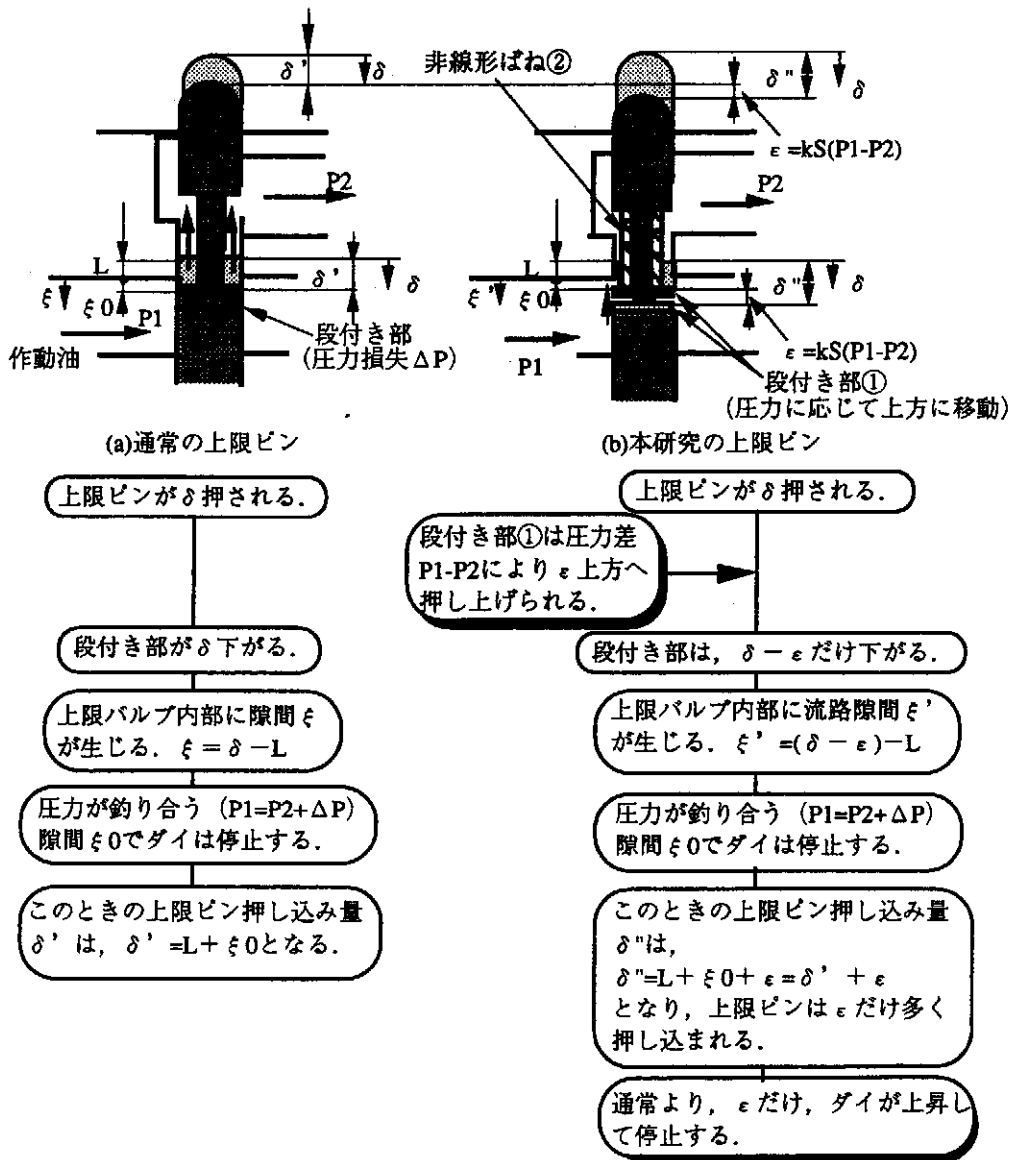 δ'
δ
非線形ばね②
δ"
δ
ε=kS(P1-P2)
P2
P2
L
ξ
ξ0
δ'
δ
P1
作動油
段付き部
(圧力損失ΔP)
L
ξ'
ξ0
δ"
δ
P1
ε=kS(P1-P2)
段付き部①
(圧力に応じて上方に移動)
(a)通常の上限ピン
(b)本研究の上限ピン
上限ピンがδ押される.
段付き部がδ下がる.
上限バルブ内部に隙間ξ
が生じる. ξ=δ-L
圧力が釣り合う (P1=P2+ΔP)
隙間ξ0でダイは停止する.
このときの上限ピン押し込み量
δ' は, δ' =L+ξ0となる.
上限ピンがδ押される.
段付き部①は圧力差
P1-P2によりε上方へ
押し上げられる.
段付き部は, δ-εだけ下がる.
上限バルブ内部に流路隙間ξ'
が生じる. ξ' =(δ-ε)-L
圧力が釣り合う (P1=P2+ΔP)
隙間ξ0でダイは停止する.
このときの上限ピン押し込み量
δ"は,
δ"=L+ξ0+ε=δ' +ε
となり, 上限ピンはεだけ多く
押し込まれる.
通常より, εだけ, ダイが上昇し
て停止する.